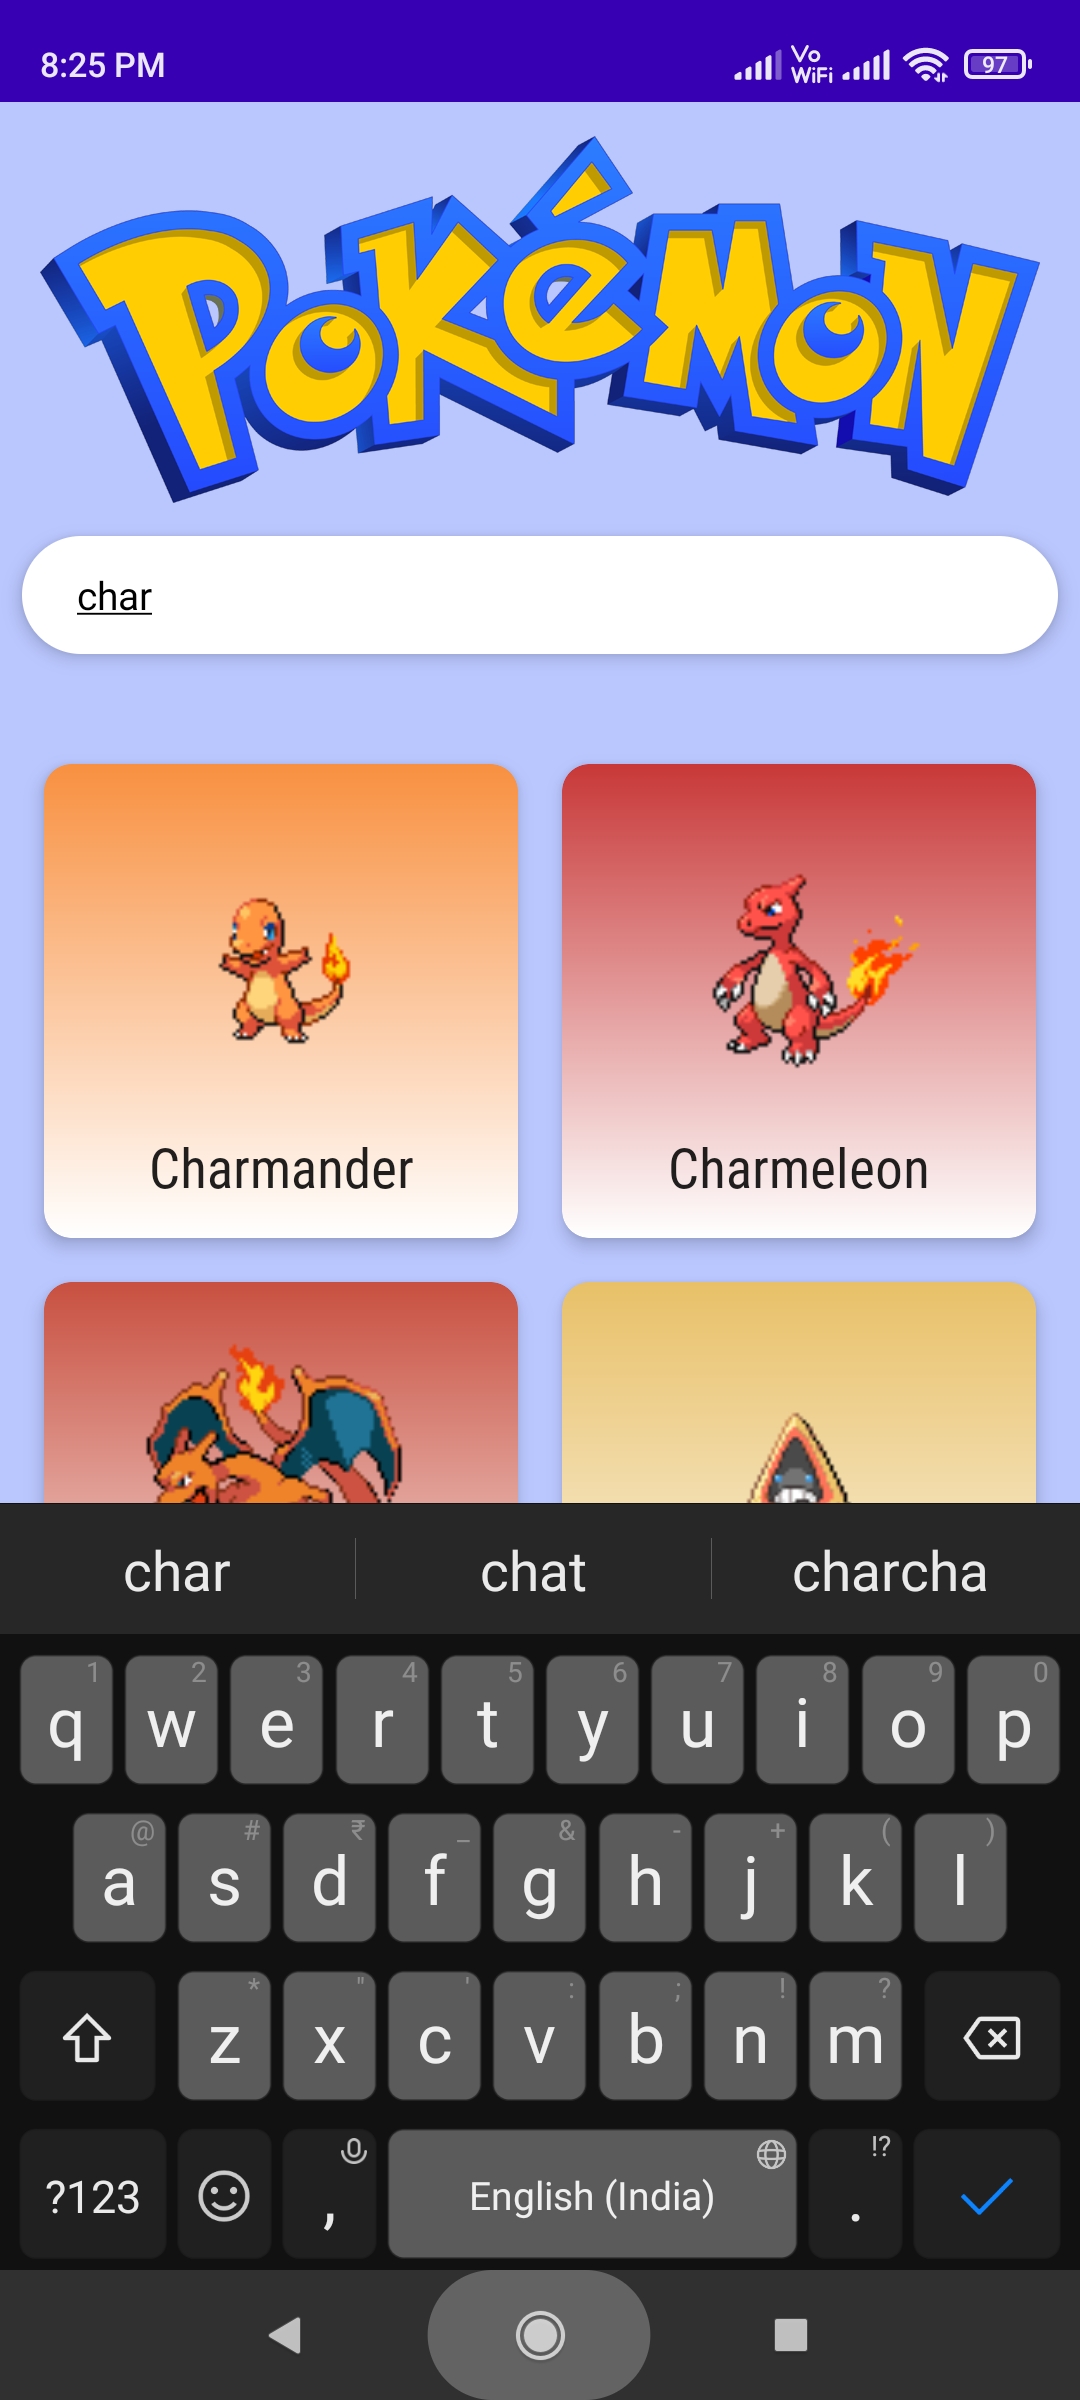 8:25 PM
Vo
WiFi
97
POKéMON
char
Charmander
Charmeleon
char
chat
charcha
1 2 3 4 5 6 7 8 9 0
q w e r t y u i o p
@ # ₹ _ & - + ( )
a s d f g h j k l
* " ' : ; ! ?
z x c v b n m
!?
?123 , English (India) .